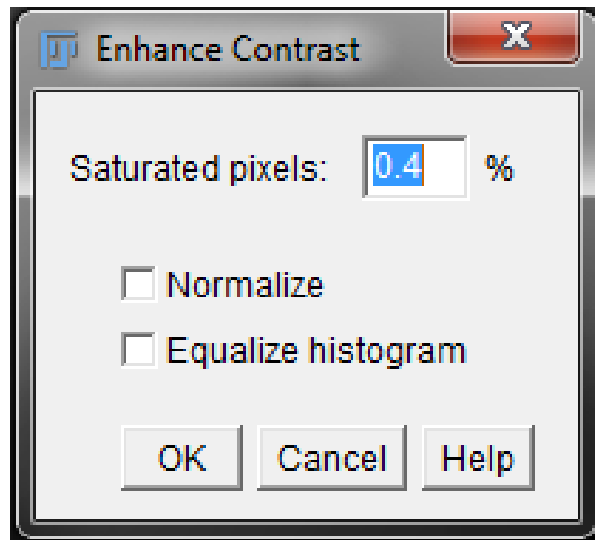 Enhance Contrast
Saturated pixels: 0.4 %
Normalize
Equalize histogram
OK Cancel Help